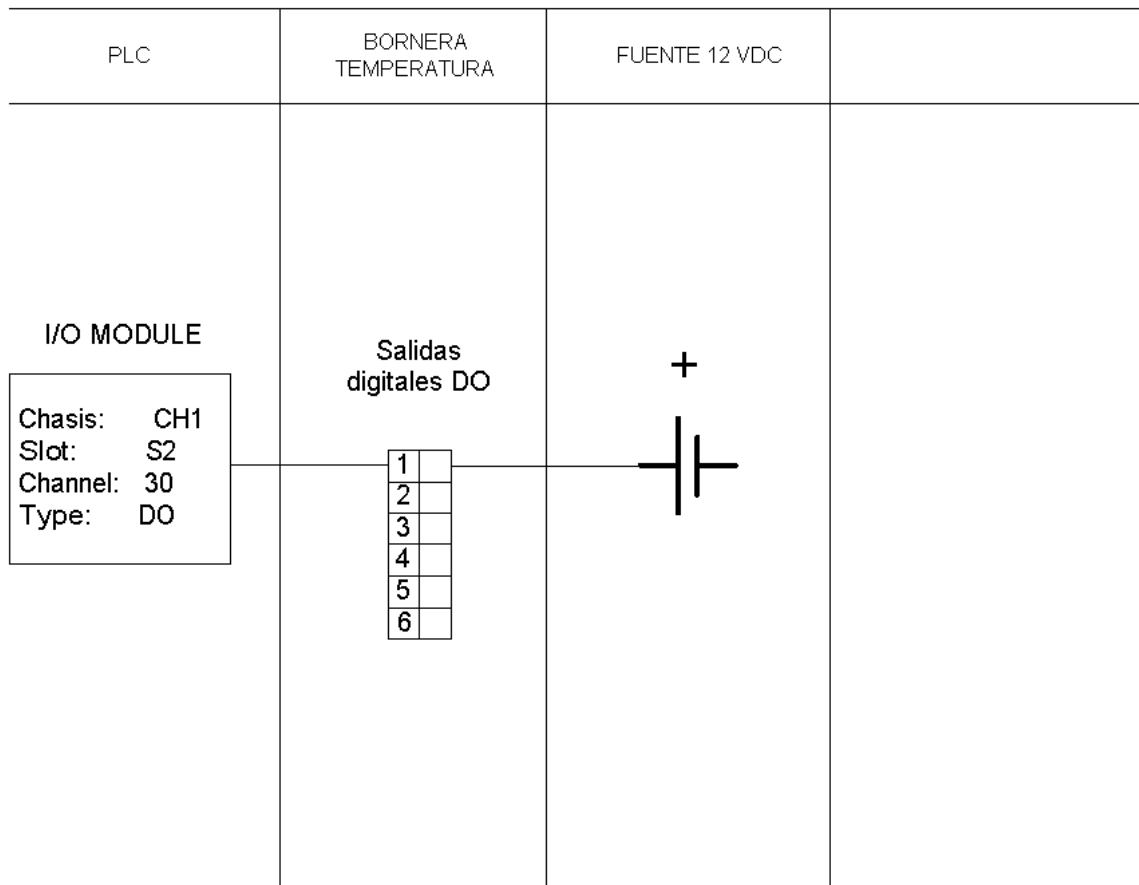 PLC
BORNERA
TEMPERATURA
FUENTE 12 VDC
I/O MODULE
Chasis: CH1
Slot: S2
Channel: 30
Type: DO
Salidas
digitales DO
1
2
3
4
5
6
+